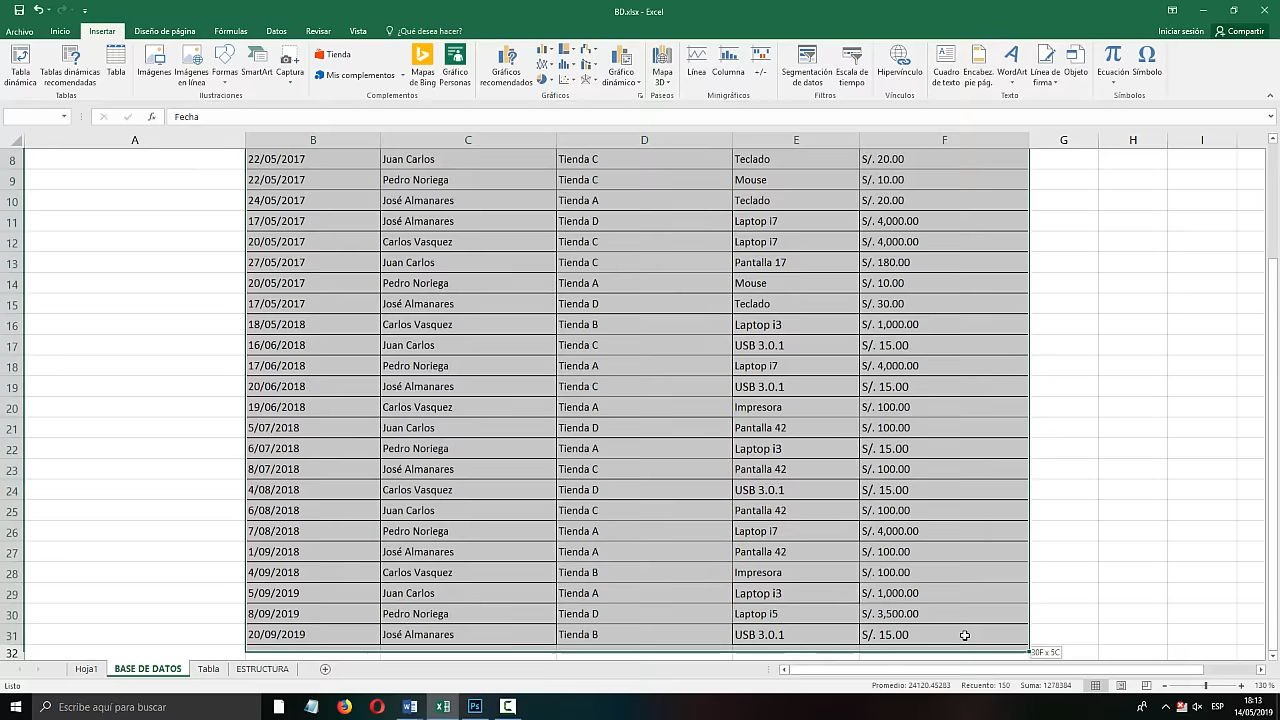 BD.xlsx - Excel
Archivo Inicio Insertar Diseño de página Fórmulas Datos Revisar Vista ¿Qué desea hacer? Iniciar sesión Compartir
Tabla dinámica
Tablas dinámicas recomendadas
Tabla
Imágenes
Imágenes en línea
Formas
SmartArt
Captura
Tienda
Mis complementos
Mapas de Bing
Gráfico Personas
Gráficos recomendados
Gráfico dinámico
Mapa 3D
Línea
Columna
+/-
Segmentación de datos
Escala de tiempo
Hipervínculo
Cuadro de texto
Encabez. pie pág.
WordArt
Línea de firma
Objeto
Ecuación
Símbolo
Tablas Ilustraciones Complementos Gráficos Paseos Minigráficos Filtros Vínculos Texto Símbolos
fx Fecha
A B C D E F G H I
8 22/05/2017 Juan Carlos Tienda C Teclado S/. 20.00
9 22/05/2017 Pedro Noriega Tienda C Mouse S/. 10.00
10 24/05/2017 José Almanares Tienda A Teclado S/. 20.00
11 17/05/2017 José Almanares Tienda D Laptop i7 S/. 4,000.00
12 20/05/2017 Carlos Vasquez Tienda C Laptop i7 S/. 4,000.00
13 27/05/2017 Juan Carlos Tienda C Pantalla 17 S/. 180.00
14 20/05/2017 Pedro Noriega Tienda A Mouse S/. 10.00
15 17/05/2017 José Almanares Tienda D Teclado S/. 30.00
16 18/05/2018 Carlos Vasquez Tienda B Laptop i3 S/. 1,000.00
17 16/06/2018 Juan Carlos Tienda C USB 3.0.1 S/. 15.00
18 17/06/2018 Pedro Noriega Tienda A Laptop i7 S/. 4,000.00
19 20/06/2018 José Almanares Tienda C USB 3.0.1 S/. 15.00
20 19/06/2018 Carlos Vasquez Tienda A Impresora S/. 100.00
21 5/07/2018 Juan Carlos Tienda D Pantalla 42 S/. 100.00
22 6/07/2018 Pedro Noriega Tienda A Laptop i3 S/. 15.00
23 8/07/2018 José Almanares Tienda C Pantalla 42 S/. 100.00
24 4/08/2018 Carlos Vasquez Tienda D USB 3.0.1 S/. 15.00
25 6/08/2018 Juan Carlos Tienda C Pantalla 42 S/. 100.00
26 7/08/2018 Pedro Noriega Tienda A Laptop i7 S/. 4,000.00
27 1/09/2018 José Almanares Tienda A Pantalla 42 S/. 100.00
28 4/09/2018 Carlos Vasquez Tienda B Impresora S/. 100.00
29 5/09/2019 Juan Carlos Tienda A Laptop i3 S/. 1,000.00
30 8/09/2019 Pedro Noriega Tienda D Laptop i5 S/. 3,500.00
31 20/09/2019 José Almanares Tienda B USB 3.0.1 S/. 15.00
32
30F x 5C
Hoja1 BASE DE DATOS Tabla ESTRUCTURA
Listo Promedio: 24120.45283 Recuento: 150 Suma: 1278384 130 %
Escribe aquí para buscar
ESP
18:13
14/05/2019